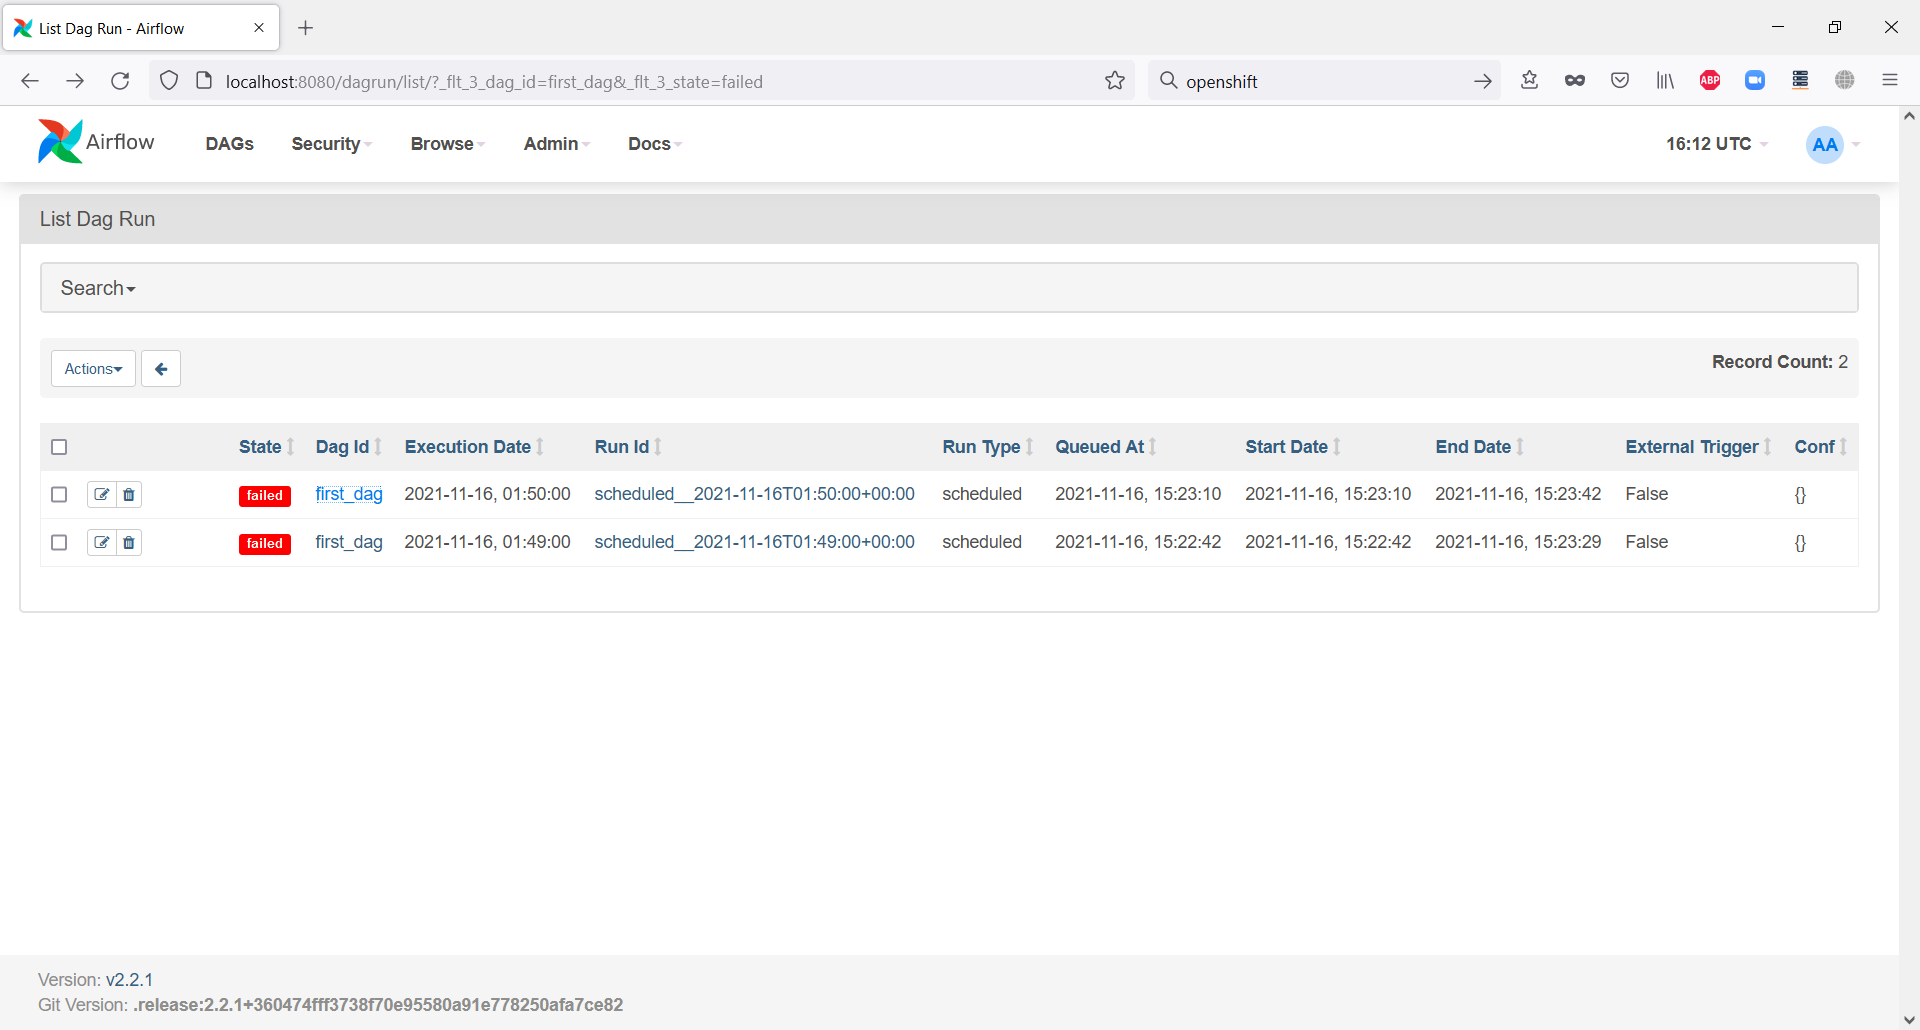 List Dag Run - Airflow
localhost:8080/dagrun/list/?_flt_3_dag_id=first_dag&_flt_3_state=failed
openshift
ABP
Airflow DAGs Security Browse Admin Docs 16:12 UTC AA
List Dag Run
Search
Actions
Record Count: 2
State Dag Id Execution Date Run Id Run Type Queued At Start Date End Date External Trigger Conf
failed first_dag 2021-11-16, 01:50:00 scheduled__2021-11-16T01:50:00+00:00 scheduled 2021-11-16, 15:23:10 2021-11-16, 15:23:10 2021-11-16, 15:23:42 False {}
failed first_dag 2021-11-16, 01:49:00 scheduled__2021-11-16T01:49:00+00:00 scheduled 2021-11-16, 15:22:42 2021-11-16, 15:22:42 2021-11-16, 15:23:29 False {}
Version: v2.2.1
Git Version: .release:2.2.1+360474fff3738f70e95580a91e778250afa7ce82